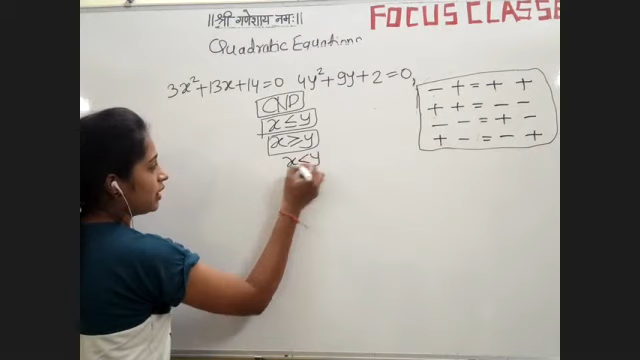 ||श्री गणेशाय नमः||
FOCUS CLASSE
Quadratic Equations
3x²+13x+14=0 4y²+9y+2=0,
CND
x≤y
x≥y
x<y
- + = + +
+ + = - -
- - = + -
+ - = - +